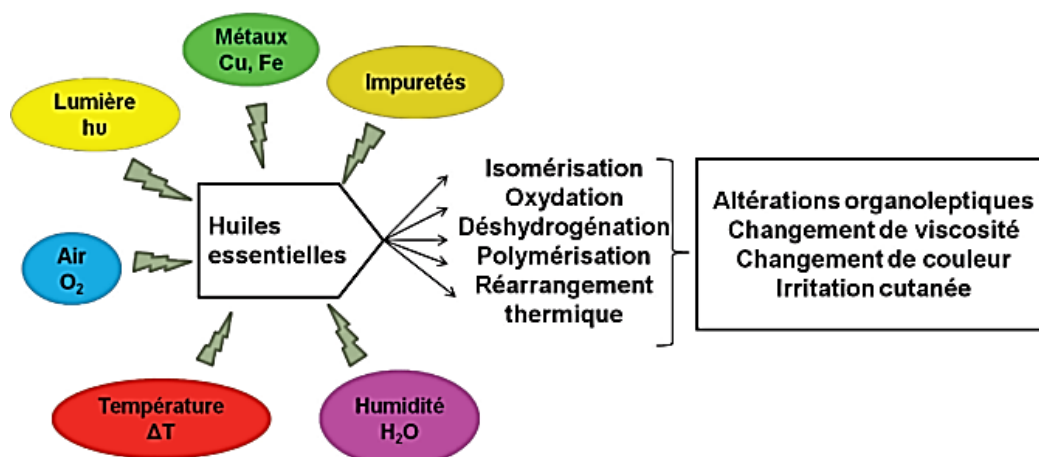 Métaux
Cu, Fe
Impuretés
Lumière
hυ
Huiles
essentielles
Air
O₂
Température
ΔT
Humidité
H₂O
Isomérisation
Oxydation
Déshydrogénation
Polymérisation
Réarrangement
thermique
Altérations organoleptiques
Changement de viscosité
Changement de couleur
Irritation cutanée